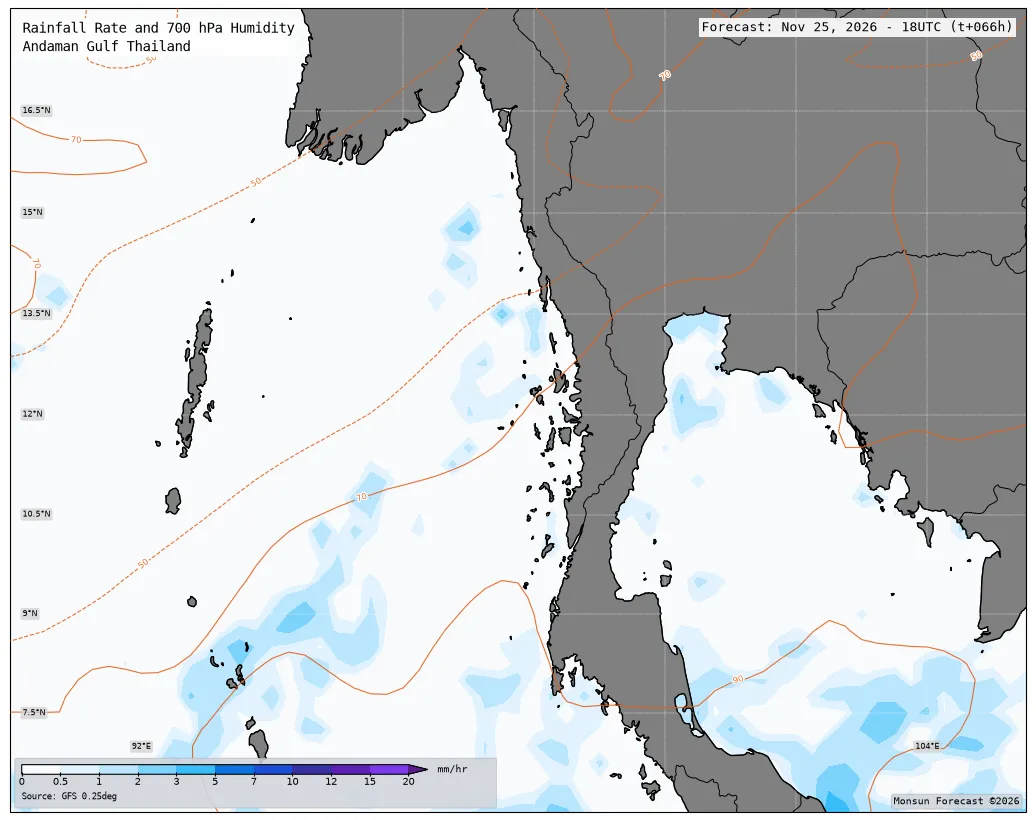 Rainfall Rate and 700 hPa Humidity
Andaman Gulf Thailand
Forecast: Nov 25, 2026 - 18UTC (t+066h)
50
50
70
16.5°N
70
50
15°N
70
13.5°N
12°N
70
10.5°N
50
9°N
90
7.5°N
92°E
104°E
mm/hr
0 0.5 1 2 3 5 7 10 12 15 20
Source: GFS 0.25deg
Monsun Forecast ©2026